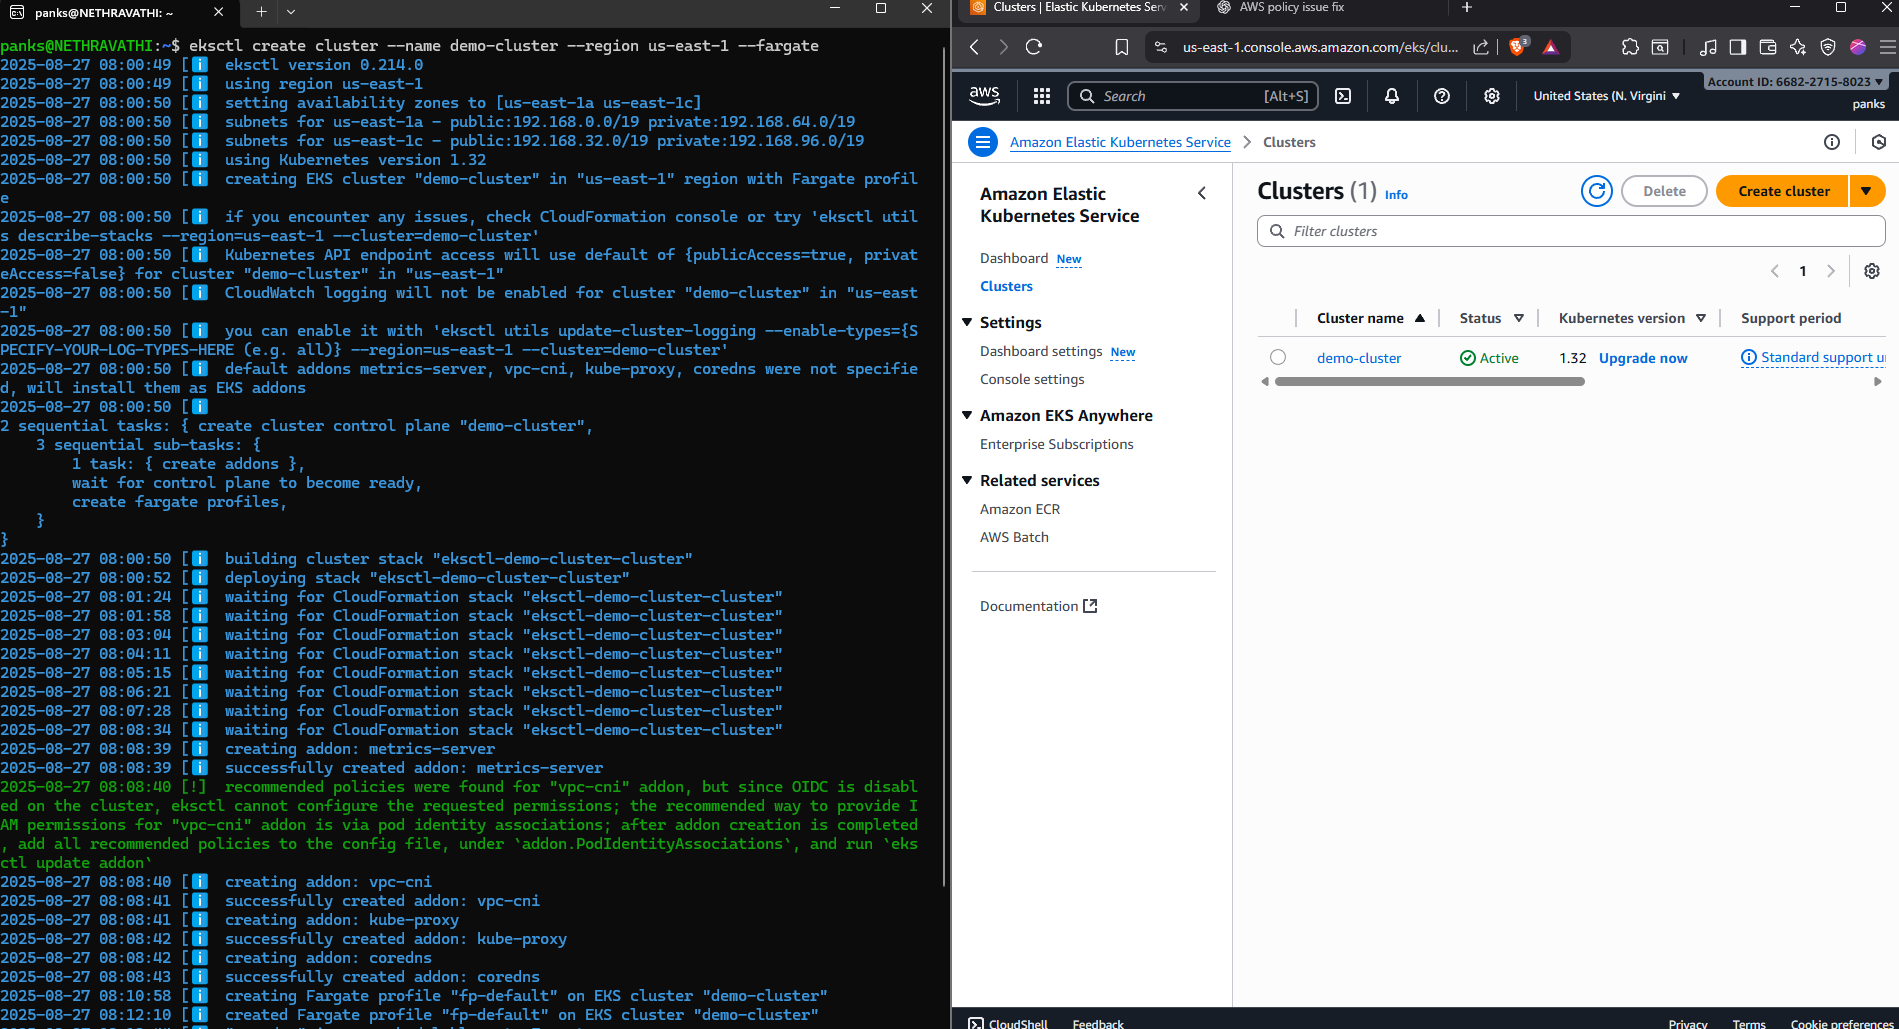 panks@NETHRAVATHI: ~
panks@NETHRAVATHI:~$ eksctl create cluster --name demo-cluster --region us-east-1 --fargate
2025-08-27 08:00:49 [ℹ]  eksctl version 0.214.0
2025-08-27 08:00:49 [ℹ]  using region us-east-1
2025-08-27 08:00:50 [ℹ]  setting availability zones to [us-east-1a us-east-1c]
2025-08-27 08:00:50 [ℹ]  subnets for us-east-1a - public:192.168.0.0/19 private:192.168.64.0/19
2025-08-27 08:00:50 [ℹ]  subnets for us-east-1c - public:192.168.32.0/19 private:192.168.96.0/19
2025-08-27 08:00:50 [ℹ]  using Kubernetes version 1.32
2025-08-27 08:00:50 [ℹ]  creating EKS cluster "demo-cluster" in "us-east-1" region with Fargate profil
e
2025-08-27 08:00:50 [ℹ]  if you encounter any issues, check CloudFormation console or try 'eksctl util
s describe-stacks --region=us-east-1 --cluster=demo-cluster'
2025-08-27 08:00:50 [ℹ]  Kubernetes API endpoint access will use default of {publicAccess=true, privat
eAccess=false} for cluster "demo-cluster" in "us-east-1"
2025-08-27 08:00:50 [ℹ]  CloudWatch logging will not be enabled for cluster "demo-cluster" in "us-east
-1"
2025-08-27 08:00:50 [ℹ]  you can enable it with 'eksctl utils update-cluster-logging --enable-types={S
PECIFY-YOUR-LOG-TYPES-HERE (e.g. all)} --region=us-east-1 --cluster=demo-cluster'
2025-08-27 08:00:50 [ℹ]  default addons metrics-server, vpc-cni, kube-proxy, coredns were not specifie
d, will install them as EKS addons
2025-08-27 08:00:50 [ℹ]
2 sequential tasks: { create cluster control plane "demo-cluster",
    3 sequential sub-tasks: {
        1 task: { create addons },
        wait for control plane to become ready,
        create fargate profiles,
    }
}
2025-08-27 08:00:50 [ℹ]  building cluster stack "eksctl-demo-cluster-cluster"
2025-08-27 08:00:52 [ℹ]  deploying stack "eksctl-demo-cluster-cluster"
2025-08-27 08:01:24 [ℹ]  waiting for CloudFormation stack "eksctl-demo-cluster-cluster"
2025-08-27 08:01:58 [ℹ]  waiting for CloudFormation stack "eksctl-demo-cluster-cluster"
2025-08-27 08:03:04 [ℹ]  waiting for CloudFormation stack "eksctl-demo-cluster-cluster"
2025-08-27 08:04:11 [ℹ]  waiting for CloudFormation stack "eksctl-demo-cluster-cluster"
2025-08-27 08:05:15 [ℹ]  waiting for CloudFormation stack "eksctl-demo-cluster-cluster"
2025-08-27 08:06:21 [ℹ]  waiting for CloudFormation stack "eksctl-demo-cluster-cluster"
2025-08-27 08:07:28 [ℹ]  waiting for CloudFormation stack "eksctl-demo-cluster-cluster"
2025-08-27 08:08:34 [ℹ]  waiting for CloudFormation stack "eksctl-demo-cluster-cluster"
2025-08-27 08:08:39 [ℹ]  creating addon: metrics-server
2025-08-27 08:08:39 [ℹ]  successfully created addon: metrics-server
2025-08-27 08:08:40 [!]  recommended policies were found for "vpc-cni" addon, but since OIDC is disabl
ed on the cluster, eksctl cannot configure the requested permissions; the recommended way to provide I
AM permissions for "vpc-cni" addon is via pod identity associations; after addon creation is completed
, add all recommended policies to the config file, under `addon.PodIdentityAssociations`, and run `eks
ctl update addon`
2025-08-27 08:08:40 [ℹ]  creating addon: vpc-cni
2025-08-27 08:08:41 [ℹ]  successfully created addon: vpc-cni
2025-08-27 08:08:41 [ℹ]  creating addon: kube-proxy
2025-08-27 08:08:42 [ℹ]  successfully created addon: kube-proxy
2025-08-27 08:08:42 [ℹ]  creating addon: coredns
2025-08-27 08:08:43 [ℹ]  successfully created addon: coredns
2025-08-27 08:10:58 [ℹ]  creating Fargate profile "fp-default" on EKS cluster "demo-cluster"
2025-08-27 08:12:10 [ℹ]  created Fargate profile "fp-default" on EKS cluster "demo-cluster"
Clusters | Elastic Kubernetes Serv
AWS policy issue fix
us-east-1.console.aws.amazon.com/eks/clu...
3
aws
Search
[Alt+S]
United States (N. Virgini
Account ID: 6682-2715-8023
panks
Amazon Elastic Kubernetes Service
Clusters
Amazon Elastic
Kubernetes Service
Dashboard New
Clusters
Settings
Dashboard settings New
Console settings
Amazon EKS Anywhere
Enterprise Subscriptions
Related services
Amazon ECR
AWS Batch
Documentation
Clusters (1) Info
Delete
Create cluster
Filter clusters
1
Cluster name
Status
Kubernetes version
Support period
demo-cluster
Active
1.32 Upgrade now
Standard support
CloudShell
Feedback
Privacy
Terms
Cookie preferences